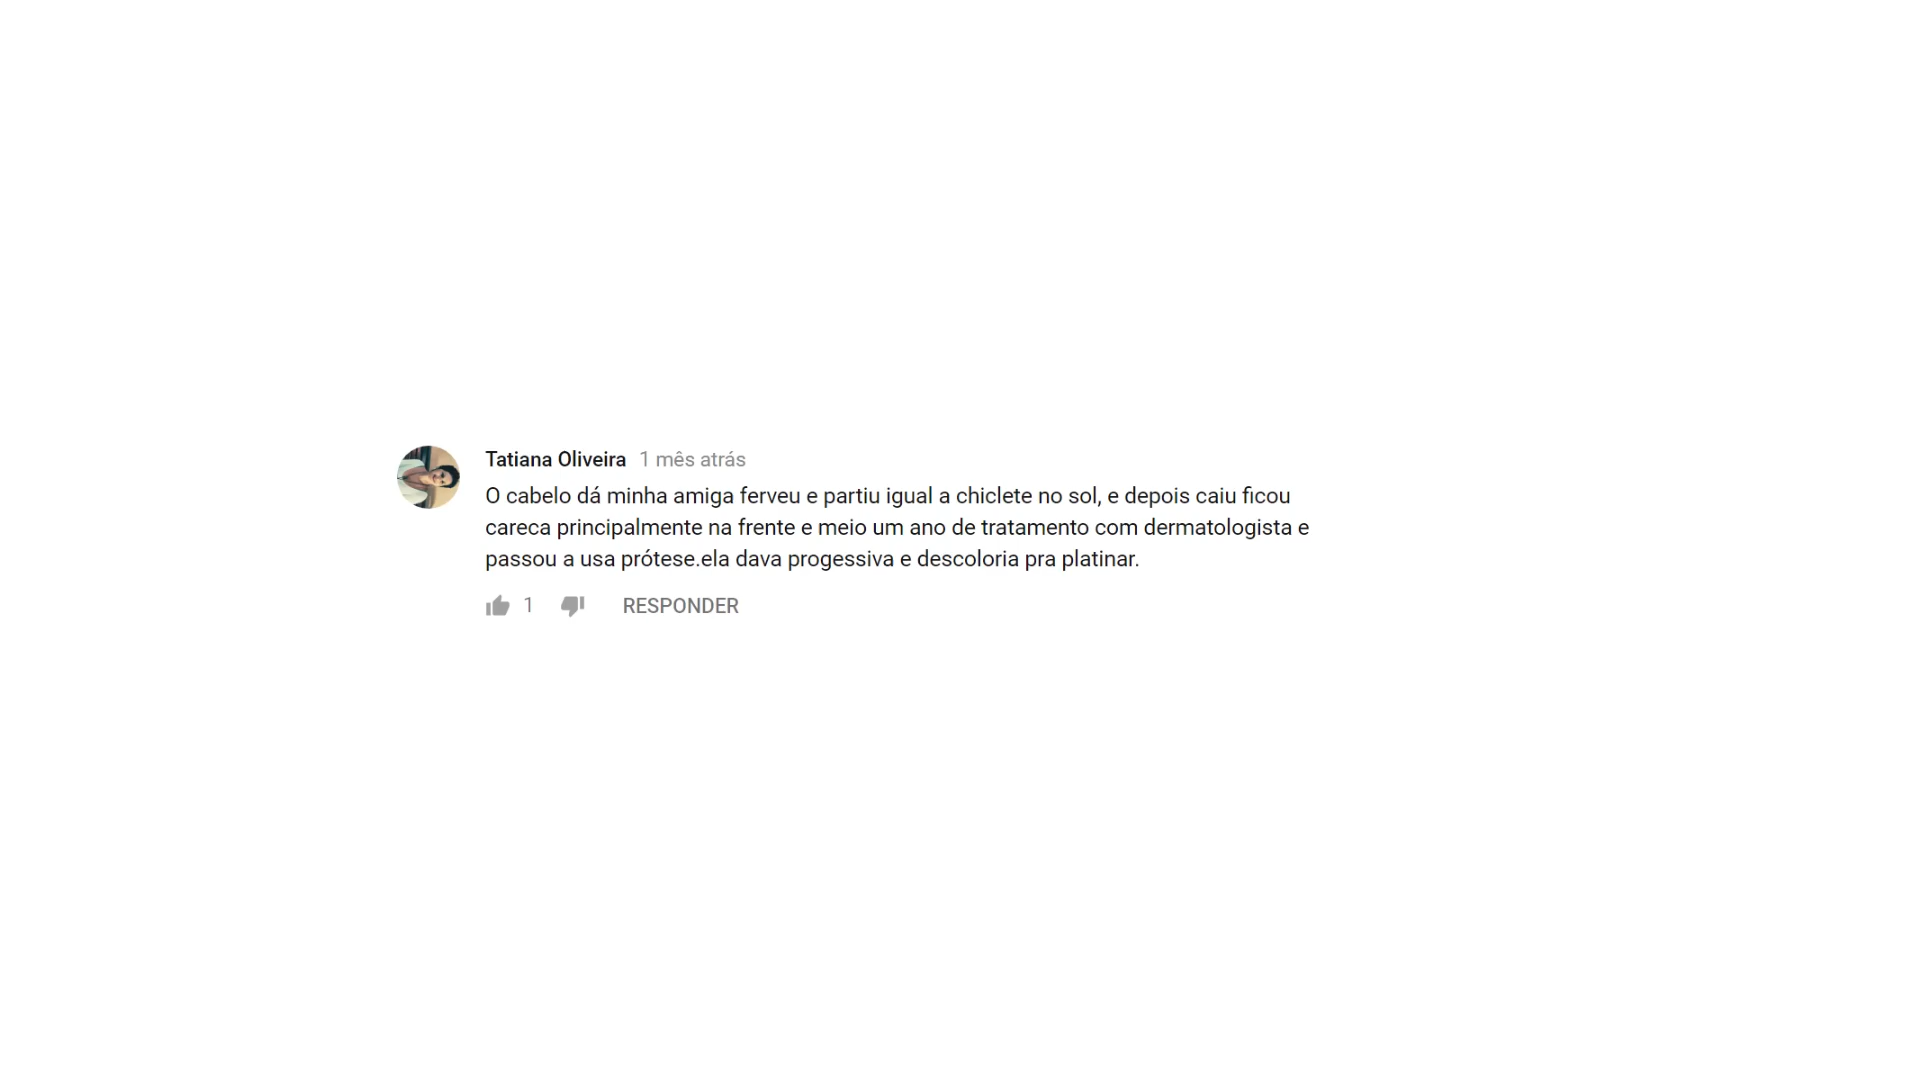 Tatiana Oliveira 1 mês atrás
O cabelo dá minha amiga ferveu e partiu igual a chiclete no sol, e depois caiu ficou
careca principalmente na frente e meio um ano de tratamento com dermatologista e
passou a usa prótese.ela dava progessiva e descoloria pra platinar.
1 RESPONDER